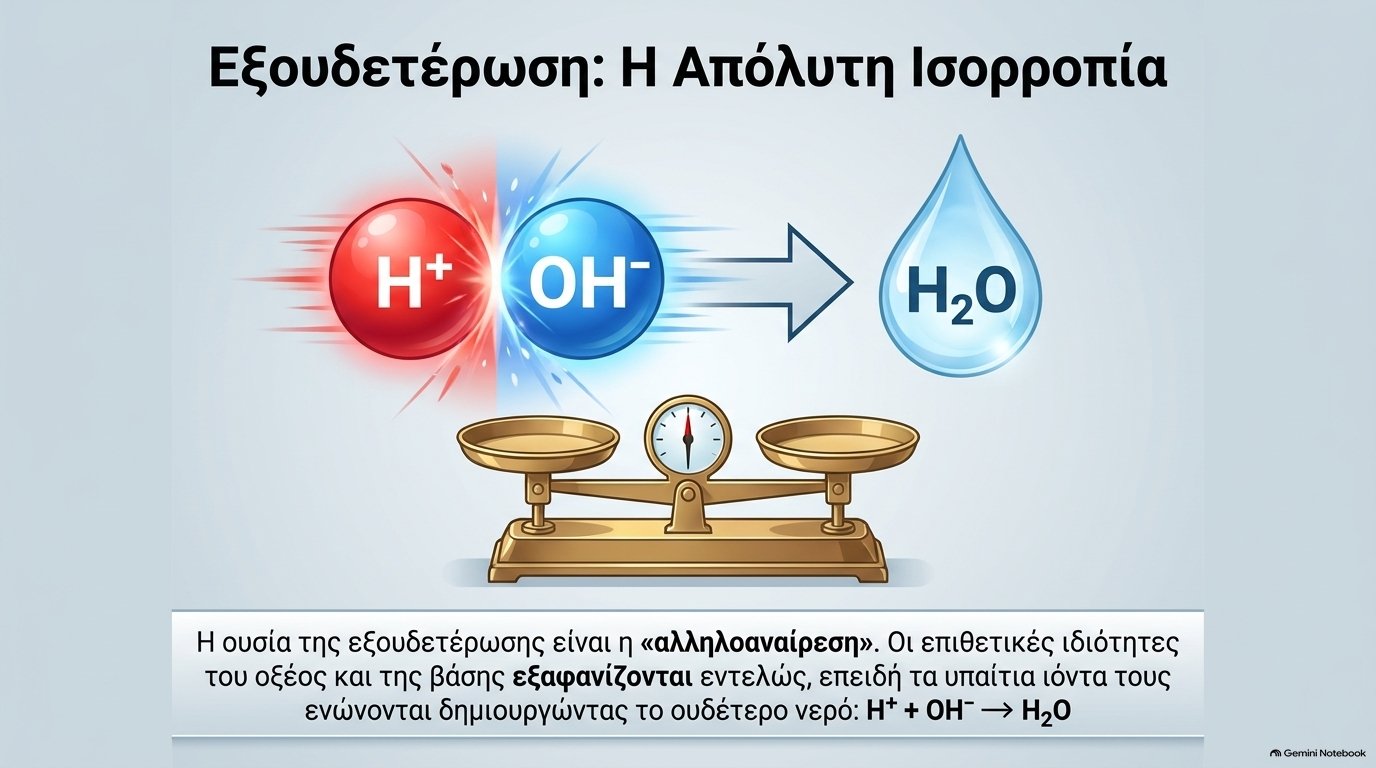 Εξουδετέρωση: Η Απόλυτη Ισορροπία
H⁺ OH⁻ H₂O
Η ουσία της εξουδετέρωσης είναι η «αλληλοαναίρεση». Οι επιθετικές ιδιότητες
του οξέος και της βάσης εξαφανίζονται εντελώς, επειδή τα υπαίτια ιόντα τους
ενώνονται δημιουργώντας το ουδέτερο νερό: H⁺ + OH⁻ ⟶ H₂O
Gemini Notebook